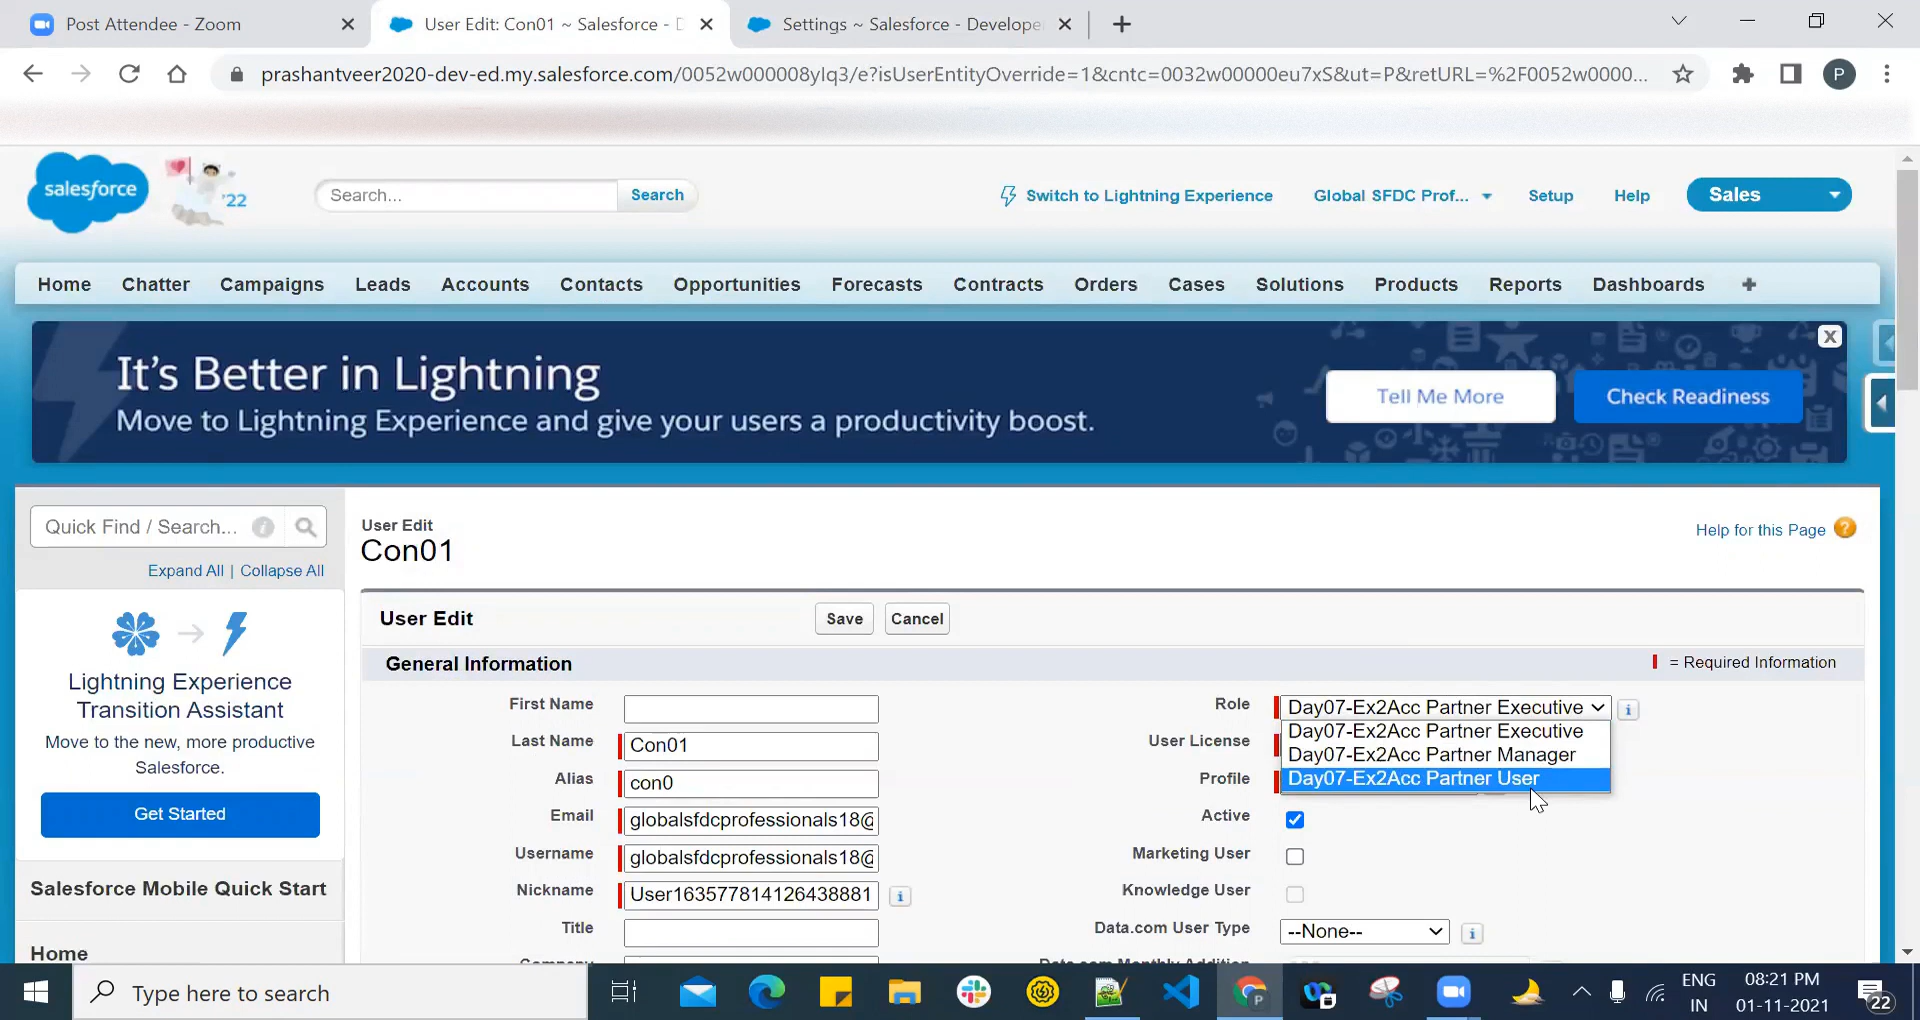 Post Attendee - Zoom
User Edit: Con01 ~ Salesforce - D
Settings ~ Salesforce - Develope
prashantveer2020-dev-ed.my.salesforce.com/0052w000008ylq3/e?isUserEntityOverride=1&cntc=0032w00000eu7xS&ut=P&retURL=%2F0052w0000...
P
salesforce
'22
Search...
Search
Switch to Lightning Experience
Global SFDC Prof...
Setup
Help
Sales
Home
Chatter
Campaigns
Leads
Accounts
Contacts
Opportunities
Forecasts
Contracts
Orders
Cases
Solutions
Products
Reports
Dashboards
It's Better in Lightning
Move to Lightning Experience and give your users a productivity boost.
Tell Me More
Check Readiness
X
Quick Find / Search...
Expand All | Collapse All
Lightning Experience
Transition Assistant
Move to the new, more productive
Salesforce.
Get Started
Salesforce Mobile Quick Start
Home
User Edit
Con01
Help for this Page
User Edit
Save
Cancel
General Information
= Required Information
First Name
Last Name
Con01
Alias
con0
Email
globalsfdcprofessionals18@
Username
globalsfdcprofessionals18@
Nickname
User163577814126438881
Title
Company
Role
Day07-Ex2Acc Partner Executive
Day07-Ex2Acc Partner Executive
Day07-Ex2Acc Partner Manager
Day07-Ex2Acc Partner User
User License
Profile
Active
Marketing User
Knowledge User
Data.com User Type
--None--
Data.com Monthly Addition
Type here to search
P
ENG
IN
08:21 PM
01-11-2021
22